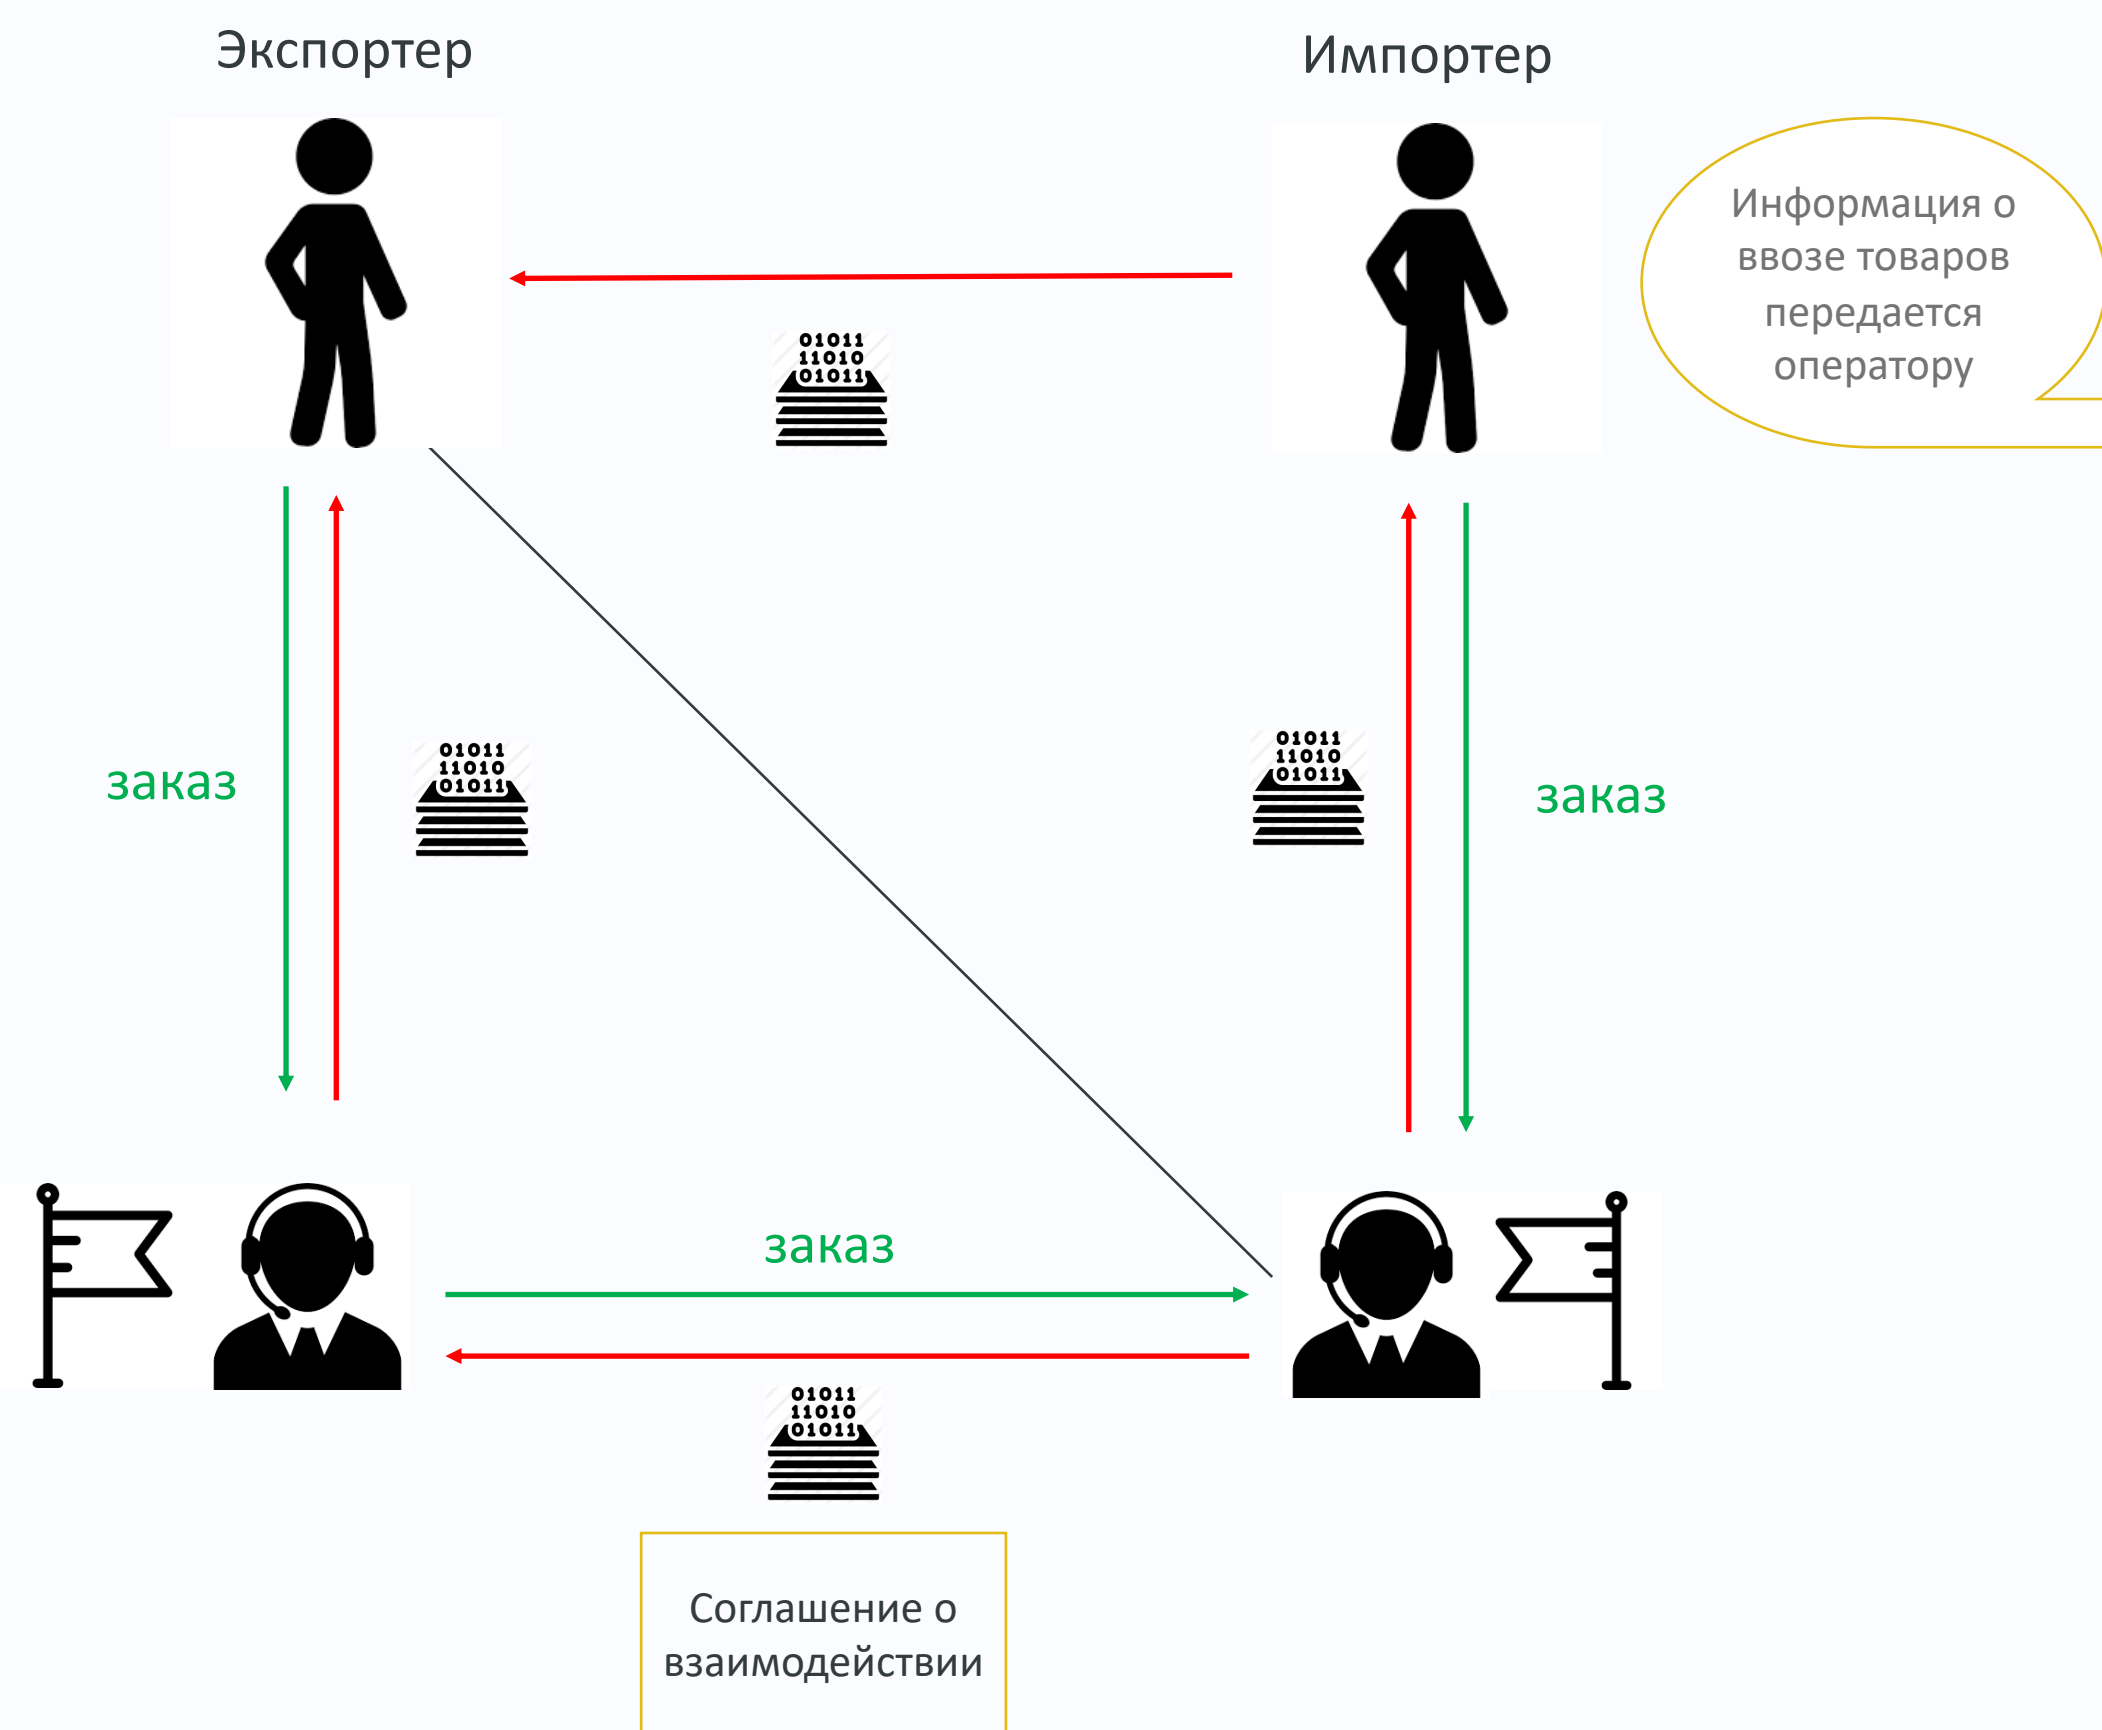 Экспортер
Импортер
Информация о
ввозе товаров
передается
оператору
01011
11010
01011
заказ
01011
11010
01011
01011
11010
01011
заказ
заказ
01011
11010
01011
Соглашение о
взаимодействии